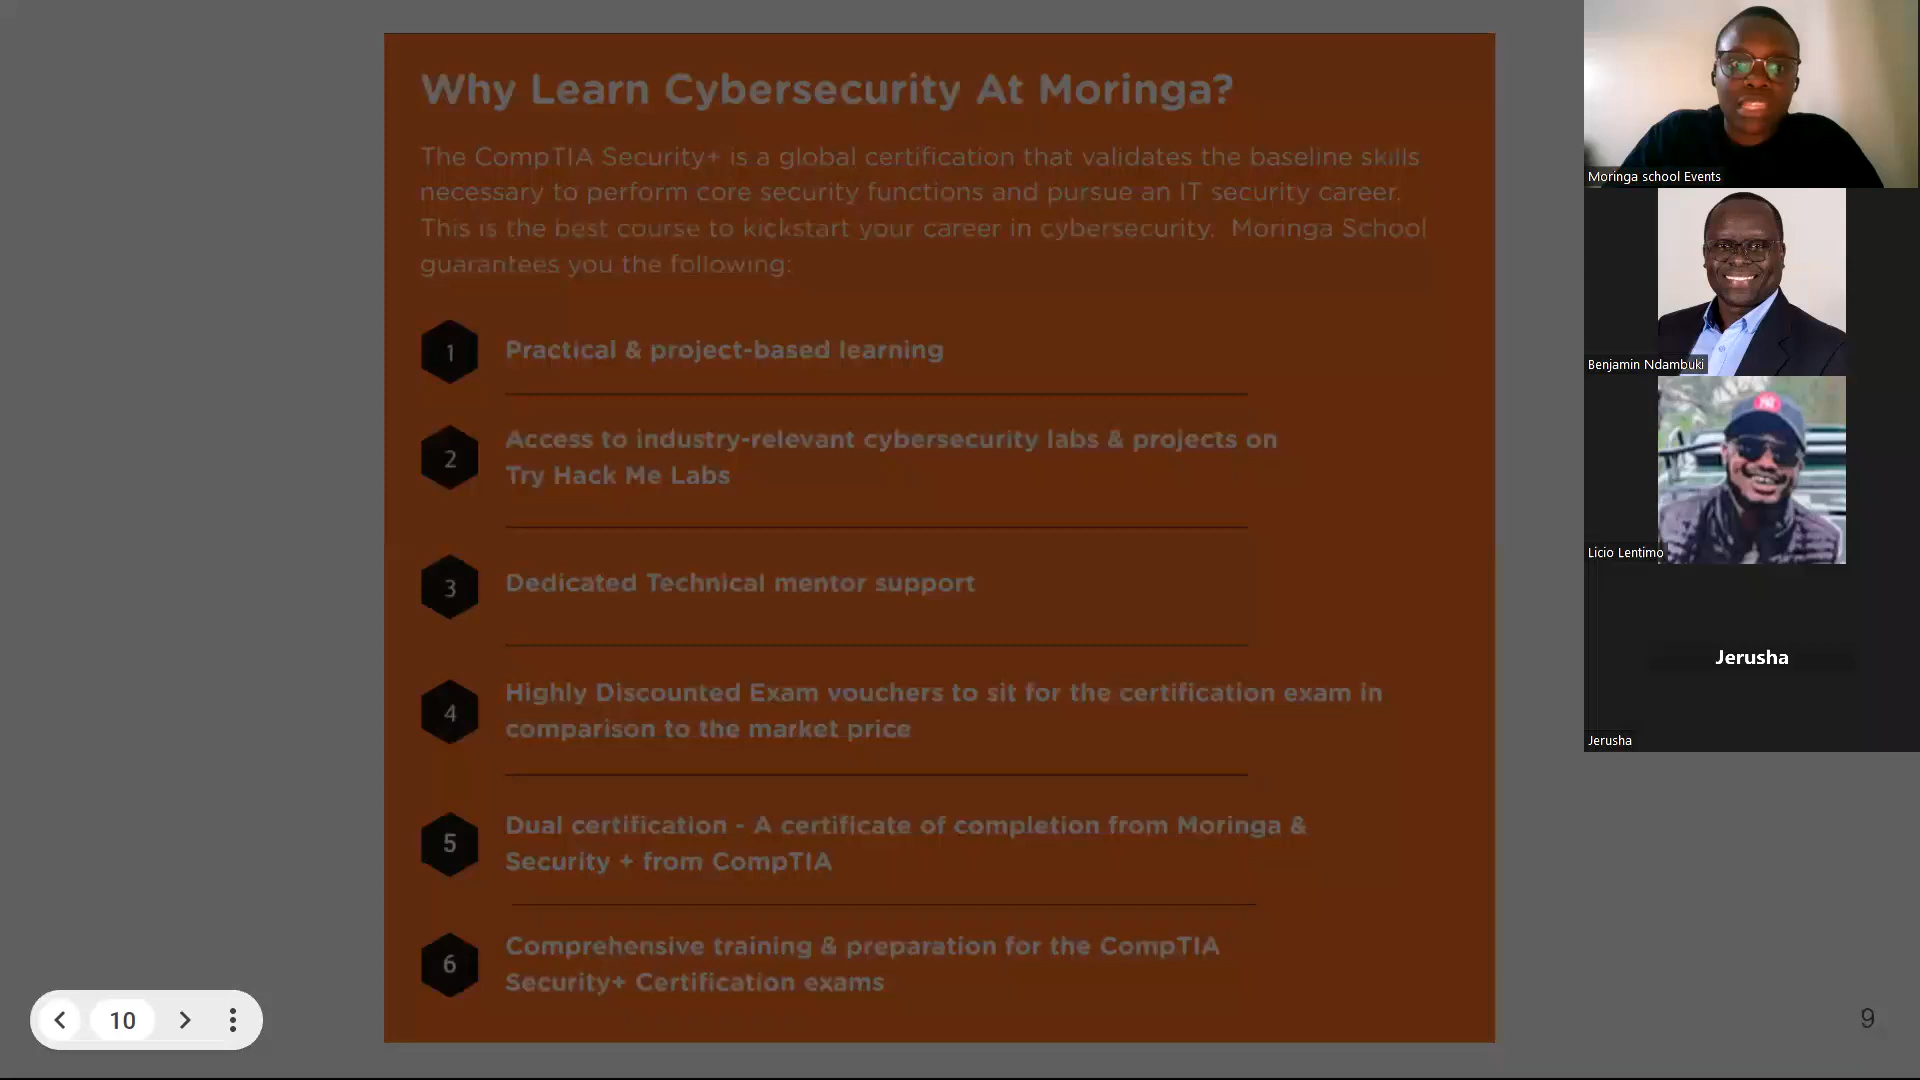 Why Learn Cybersecurity At Moringa?
The CompTIA Security+ is a global certification that validates the baseline skills
necessary to perform core security functions and pursue an IT security career.
This is the best course to kickstart your career in cybersecurity. Moringa School
guarantees you the following:
1
Practical & project-based learning
2
Access to industry-relevant cybersecurity labs & projects on
Try Hack Me Labs
3
Dedicated Technical mentor support
4
Highly Discounted Exam vouchers to sit for the certification exam in
comparison to the market price
5
Dual certification - A certificate of completion from Moringa &
Security + from CompTIA
6
Comprehensive training & preparation for the CompTIA
Security+ Certification exams
10
9
Moringa school Events
Benjamin Ndambuki
Licio Lentimo
Jerusha
Jerusha